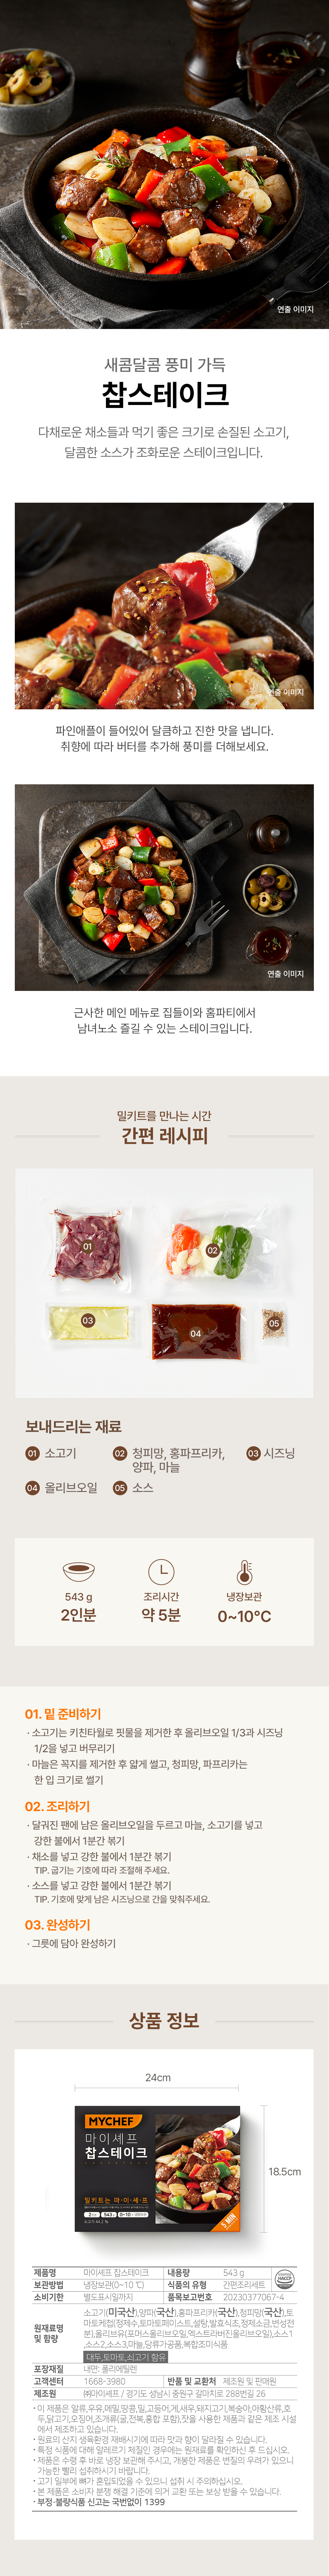 연출 이미지
새콤달콤 풍미 가득
찹스테이크
다채로운 채소들과 먹기 좋은 크기로 손질된 소고기,
달콤한 소스가 조화로운 스테이크입니다.
연출 이미지
파인애플이 들어있어 달큼하고 진한 맛을 냅니다.
취향에 따라 버터를 추가해 풍미를 더해보세요.
연출 이미지
근사한 메인 메뉴로 집들이와 홈파티에서
남녀노소 즐길 수 있는 스테이크입니다.
밀키트를 만나는 시간
간편 레시피
01
02
03
04
05
보내드리는 재료
01 소고기
02 청피망, 홍파프리카,
양파, 마늘
03 시즈닝
04 올리브오일
05 소스
543 g
2인분
조리시간
약 5분
냉장보관
0~10℃
01. 밑 준비하기
· 소고기는 키친타월로 핏물을 제거한 후 올리브오일 1/3과 시즈닝
1/2을 넣고 버무리기
· 마늘은 꼭지를 제거한 후 얇게 썰고, 청피망, 파프리카는
한 입 크기로 썰기
02. 조리하기
· 달궈진 팬에 남은 올리브오일을 두르고 마늘, 소고기를 넣고
강한 불에서 1분간 볶기
· 채소를 넣고 강한 불에서 1분간 볶기
TIP. 굽기는 기호에 따라 조절해 주세요.
· 소스를 넣고 강한 불에서 1분간 볶기
TIP. 기호에 맞게 남은 시즈닝으로 간을 맞춰주세요.
03. 완성하기
· 그릇에 담아 완성하기
상품 정보
24cm
18.5cm
MYCHEF
마이셰프
찹스테이크
밀키트는 마·이·셰·프
5 MIN
제품명 마이셰프 찹스테이크 내용량 543 g
보관방법 냉장보관(0~10 ℃) 식품의 유형 간편조리세트
소비기한 별도표시일까지 품목보고번호 20230377067-4
HACCP
원재료명 및 함량
소고기(미국산),양파(국산),홍파프리카(국산),청피망(국산),토
마토케첩(정제수,토마토페이스트,설탕,발효식초,정제소금,변성전
분),올리브유(포머스올리브오일,엑스트라버진올리브오일),소스1
,소스2,소스3,마늘,당류가공품,복합조미식품
대두,토마토,쇠고기 함유
포장재질 내면: 폴리에틸렌
고객센터 1668-3980 반품 및 교환처 제조원 및 판매원
제조원 ㈜마이셰프 / 경기도 성남시 중원구 갈마치로 288번길 26
· 이 제품은 알류,우유,메밀,땅콩,밀,고등어,게,새우,돼지고기,복숭아,아황산류,호
두,닭고기,오징어,조개류(굴,전복,홍합 포함),잣을 사용한 제품과 같은 제조 시설
에서 제조하고 있습니다.
· 원료의 산지 생육환경 재배시기에 따라 맛과 향이 달라질 수 있습니다.
· 특정 식품에 대해 알레르기 체질인 경우에는 원재료를 확인하신 후 드십시오.
· 제품은 수령 후 바로 냉장 보관해 주시고, 개봉한 제품은 변질의 우려가 있으니
가능한 빨리 섭취하시기 바랍니다.
· 고기 일부에 뼈가 혼입되었을 수 있으니 섭취 시 주의하십시오.
· 본 제품은 소비자 분쟁 해결 기준에 의거 교환 또는 보상 받을 수 있습니다.
· 부정·불량식품 신고는 국번없이 1399